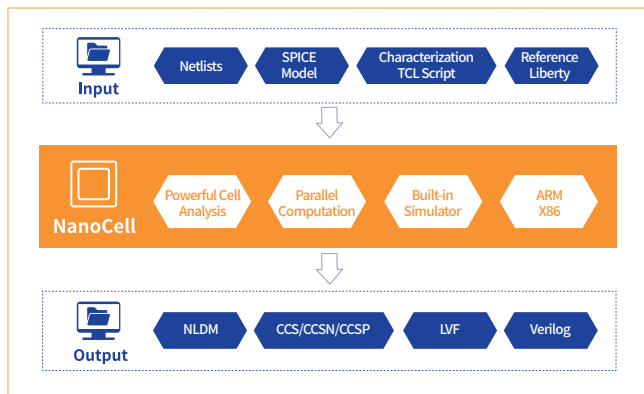 Input
Netlists
SPICE
Model
Characterization
TCL Script
Reference
Liberty
NanoCell
Powerful Cell
Analysis
Parallel
Computation
Built-in
Simulator
ARM
X86
Output
NLDM
CCS/CCSN/CCSP
LVF
Verilog